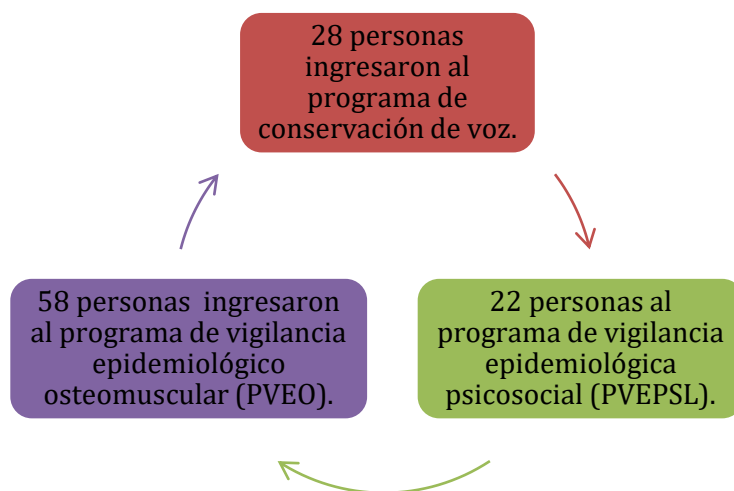 28 personas
ingresaron al
programa de
conservación de voz.
58 personas ingresaron
al programa de vigilancia
epidemiológico
osteomuscular (PVEO).
22 personas al
programa de vigilancia
epidemiológica
psicosocial (PVEPSL).